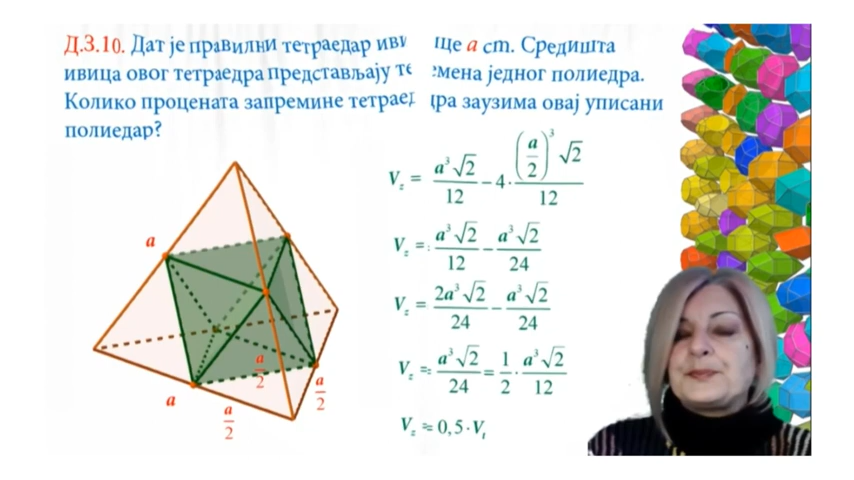 Д.3.10. Дат је правилни тетраедар иви ице a cm. Средишта
ивица овог тетраедра представљају те емена једног полиедра.
Колико процената запремине тетраед дра заузима овај уписани
полиедар?
V_z = a³√2/12 − 4·(a/2)³√2/12
V_z = a³√2/12 − a³√2/24
V_z = 2a³√2/24 − a³√2/24
V_z = a³√2/24 = 1/2 · a³√2/12
V_z = 0,5·V_t
a
a
a/2
a/2
a/2